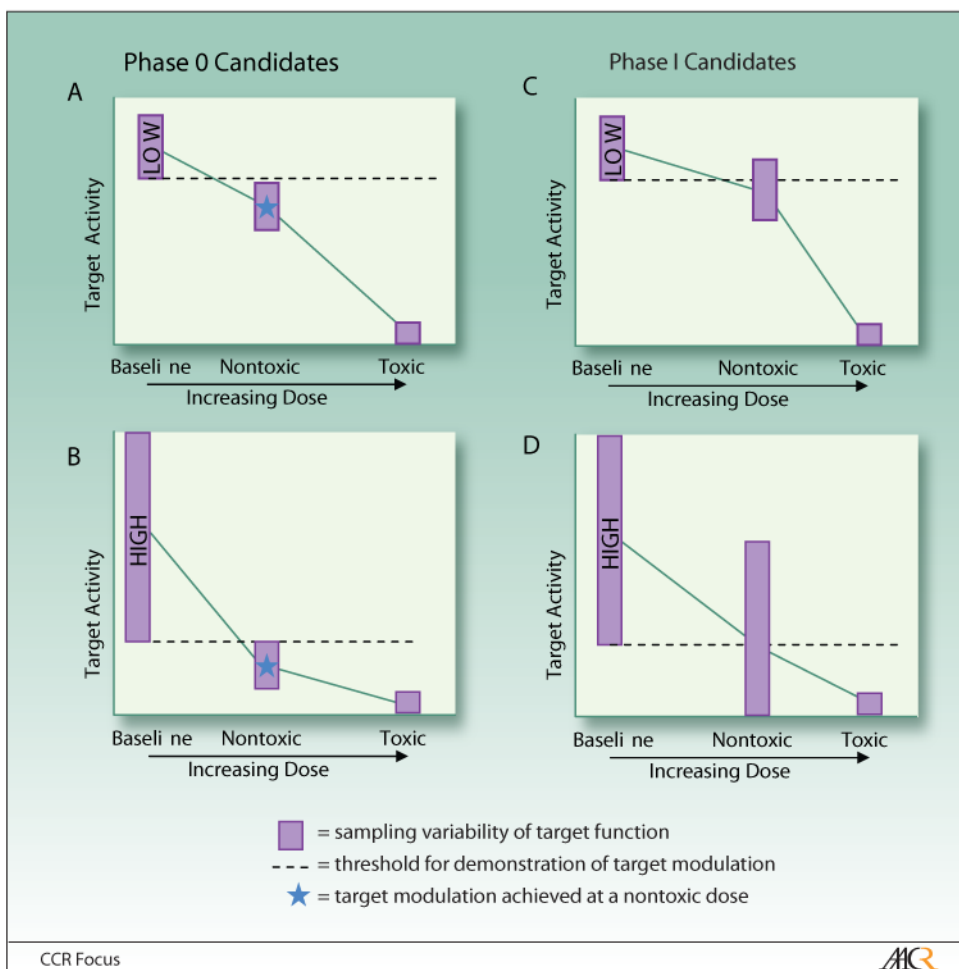 Phase 0 Candidates
A
LOW
Target Activity
Baseli ne Nontoxic Toxic
Increasing Dose
B
HIGH
Target Activity
Baseli ne Nontoxic Toxic
Increasing Dose
Phase I Candidates
C
LOW
Target Activity
Baseli ne Nontoxic Toxic
Increasing Dose
D
HIGH
Target Activity
Baseli ne Nontoxic Toxic
Increasing Dose
= sampling variability of target function
= threshold for demonstration of target modulation
= target modulation achieved at a nontoxic dose
CCR Focus
AACR